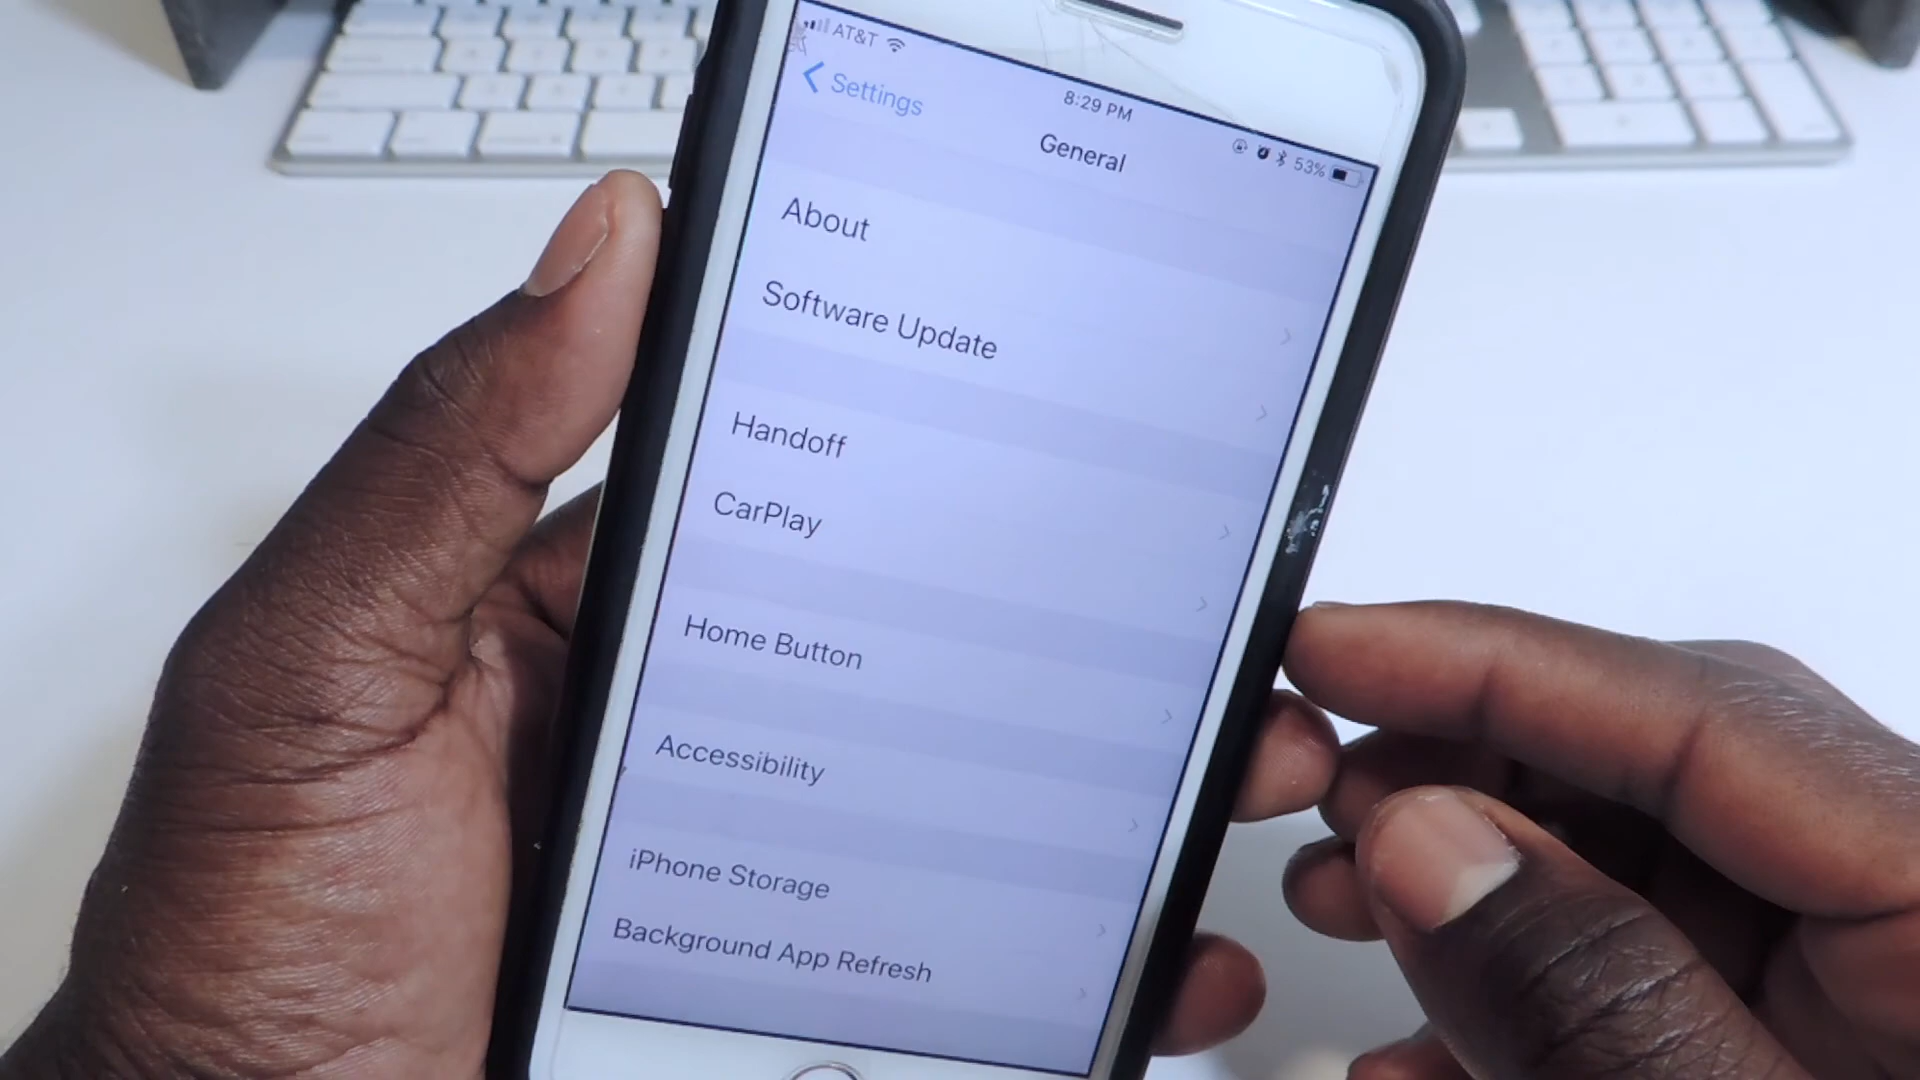 AT&T
8:29 PM
53%
Settings
General
About
Software Update
Handoff
CarPlay
Home Button
Accessibility
iPhone Storage
Background App Refresh